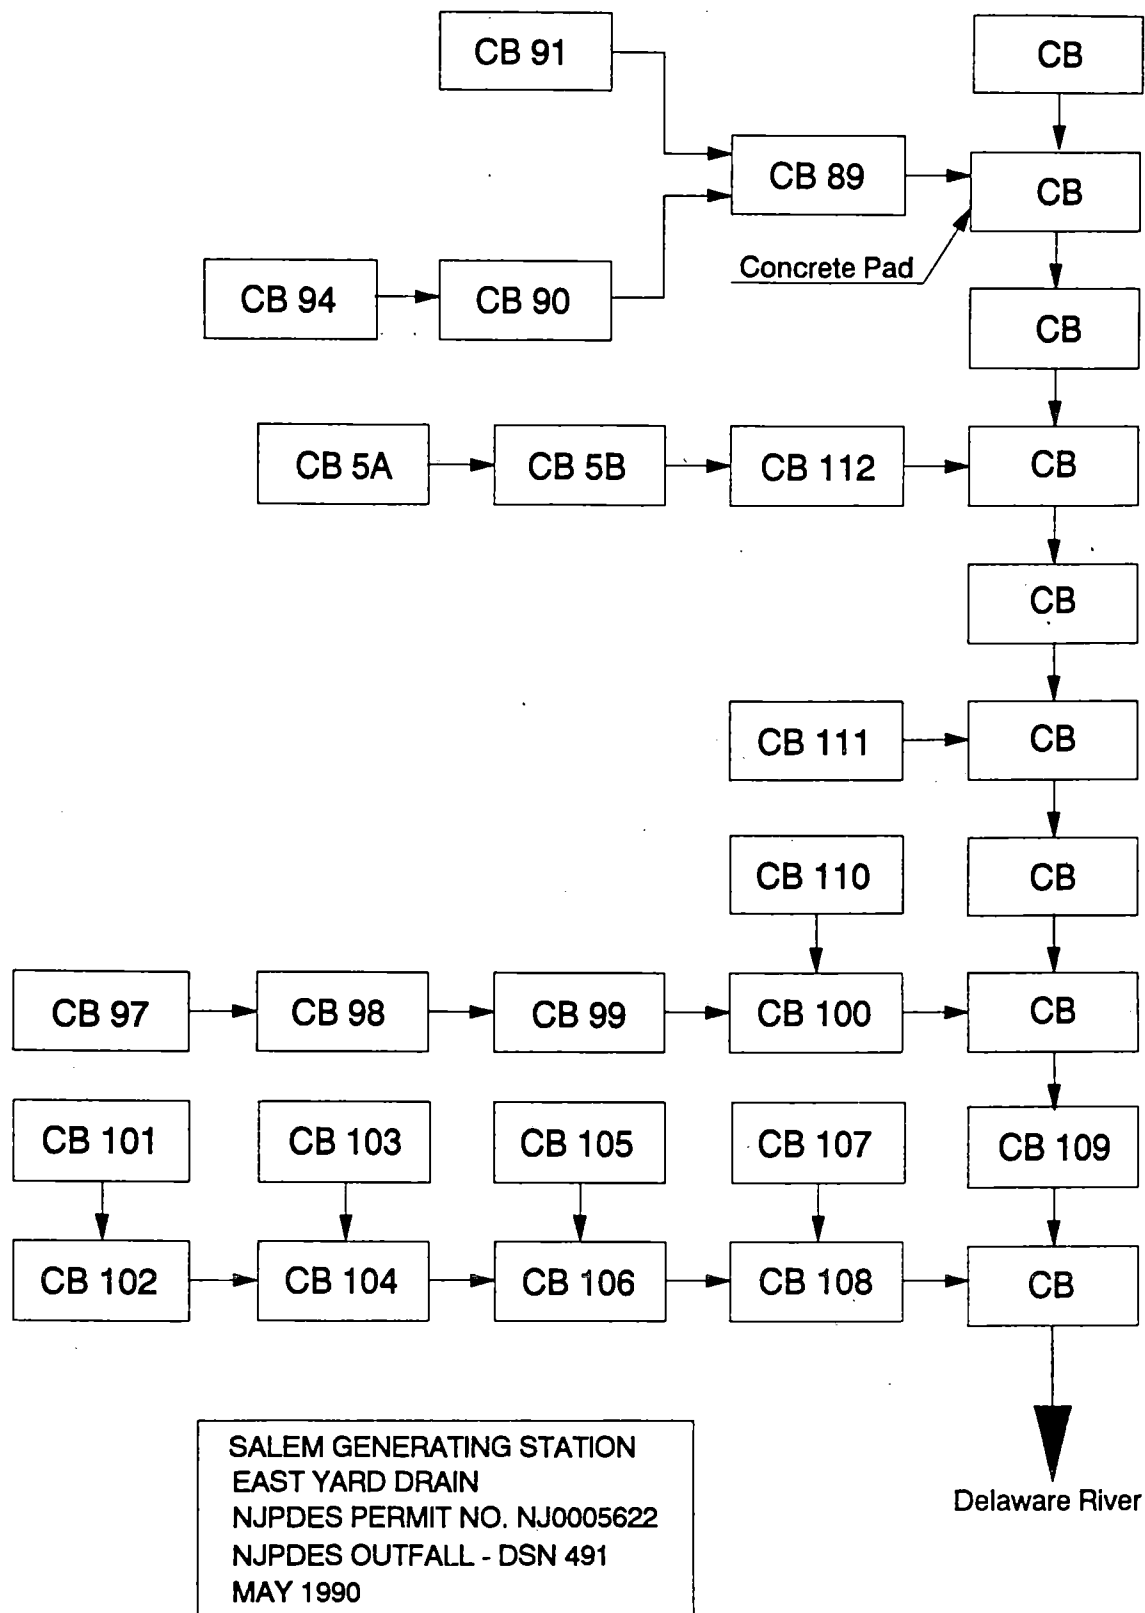 CB 91
CB
CB 89
CB
Concrete Pad
CB 94
CB 90
CB
CB 5A
CB 5B
CB 112
CB
CB
CB 111
CB
CB 110
CB
CB 97
CB 98
CB 99
CB 100
CB
CB 101
CB 103
CB 105
CB 107
CB 109
CB 102
CB 104
CB 106
CB 108
CB
Delaware River
SALEM GENERATING STATION
EAST YARD DRAIN
NJPDES PERMIT NO. NJ0005622
NJPDES OUTFALL - DSN 491
MAY 1990